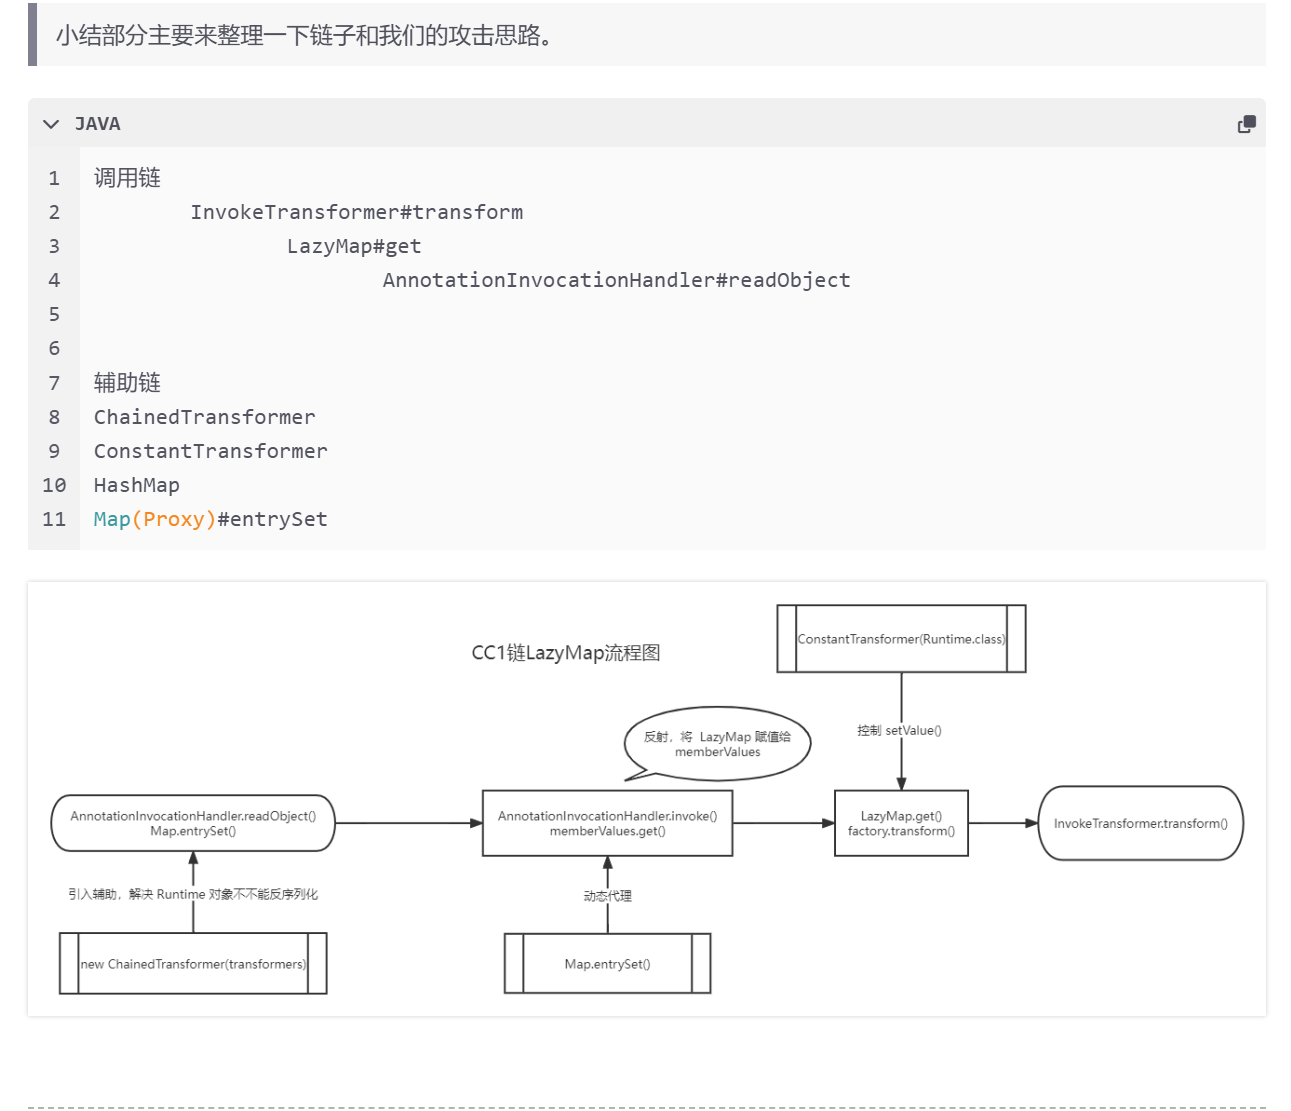 小结部分主要来整理一下链子和我们的攻击思路。
JAVA
1 调用链
2 InvokeTransformer#transform
3 LazyMap#get
4 AnnotationInvocationHandler#readObject
5
6
7 辅助链
8 ChainedTransformer
9 ConstantTransformer
10 HashMap
11 Map(Proxy)#entrySet
CC1链LazyMap流程图
ConstantTransformer(Runtime.class)
控制 setValue()
反射，将 LazyMap 赋值给
memberValues
AnnotationInvocationHandler.readObject()
Map.entrySet()
AnnotationInvocationHandler.invoke()
memberValues.get()
LazyMap.get()
factory.transform()
InvokeTransformer.transform()
引入辅助，解决 Runtime 对象不不能反序列化
动态代理
new ChainedTransformer(transformers)
Map.entrySet()